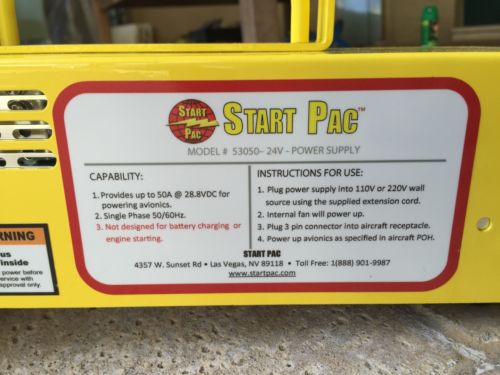 START PAC
START PAC™
MODEL # 53050– 24V - POWER SUPPLY
CAPABILITY:
1. Provides up to 50A @ 28.8VDC for
powering avionics.
2. Single Phase 50/60Hz.
3. Not designed for battery charging or
engine starting.
INSTRUCTIONS FOR USE:
1. Plug power supply into 110V or 220V wall
source using the supplied extension cord.
2. Internal fan will power up.
3. Plug 3 pin connector into aircraft receptacle.
4. Power up avionics as specified in aircraft POH.
START PAC
4357 W. Sunset Rd • Las Vegas, NV 89118 • Toll Free: 1(888) 901-9987
www.startpac.com
inside
power before
service with
approval only.